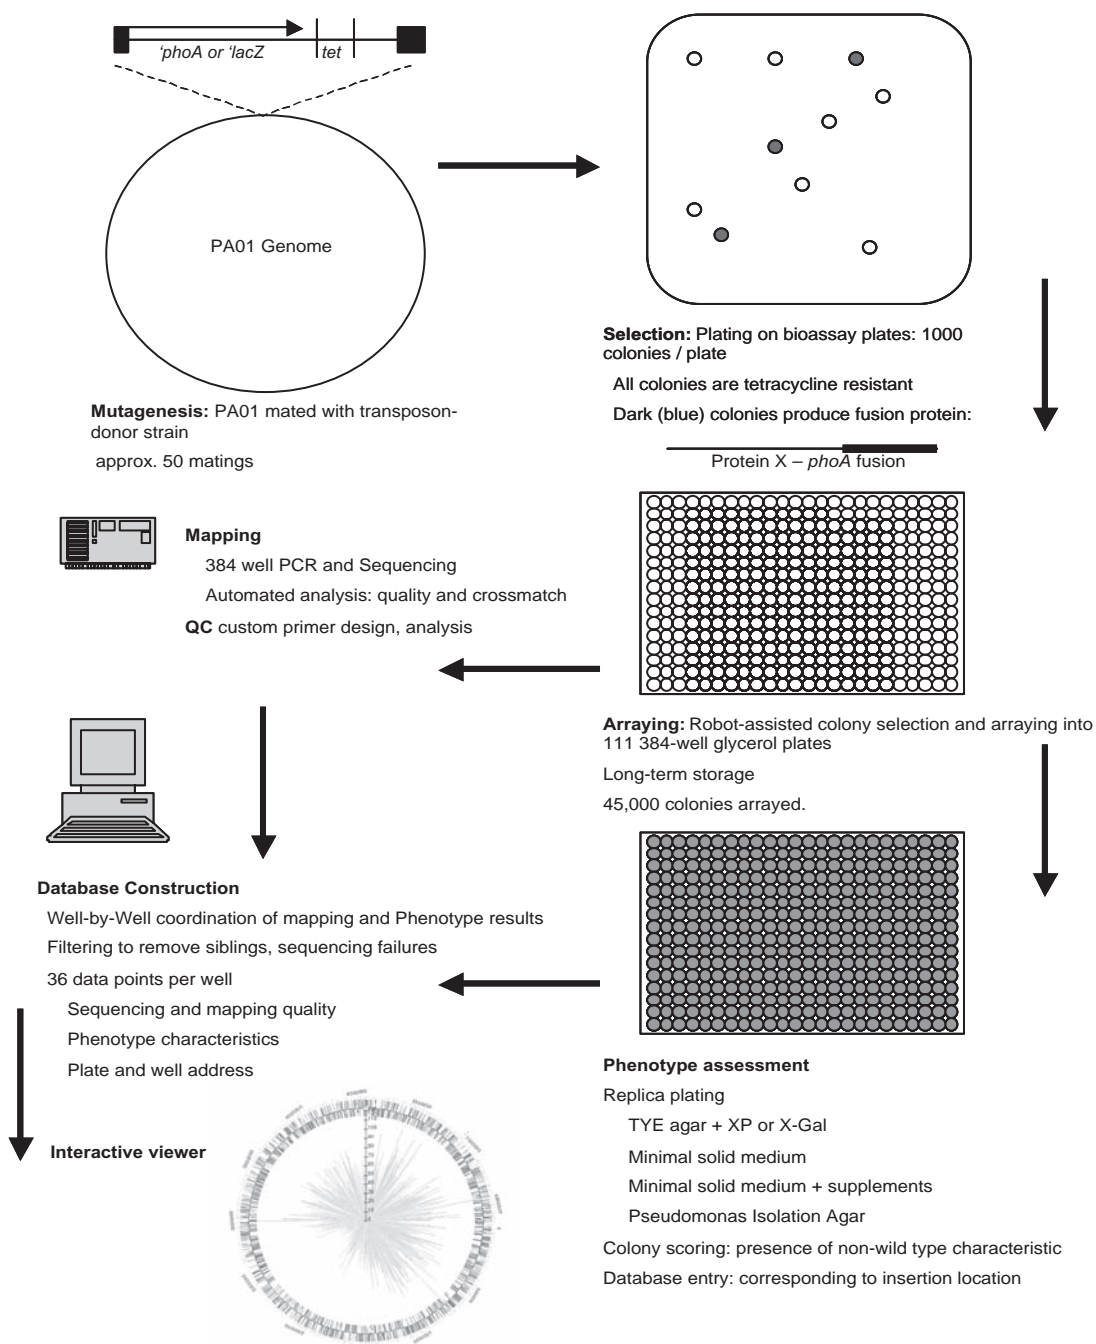 ‘phoA or ‘lacZ
tet
PA01 Genome
Mutagenesis: PA01 mated with transposon-
donor strain
approx. 50 matings
Selection: Plating on bioassay plates: 1000
colonies / plate
All colonies are tetracycline resistant
Dark (blue) colonies produce fusion protein:
Protein X – phoA fusion
Mapping
384 well PCR and Sequencing
Automated analysis: quality and crossmatch
QC custom primer design, analysis
Arraying: Robot-assisted colony selection and arraying into
111 384-well glycerol plates
Long-term storage
45,000 colonies arrayed.
Database Construction
Well-by-Well coordination of mapping and Phenotype results
Filtering to remove siblings, sequencing failures
36 data points per well
Sequencing and mapping quality
Phenotype characteristics
Plate and well address
Interactive viewer
Phenotype assessment
Replica plating
TYE agar + XP or X-Gal
Minimal solid medium
Minimal solid medium + supplements
Pseudomonas Isolation Agar
Colony scoring: presence of non-wild type characteristic
Database entry: corresponding to insertion location